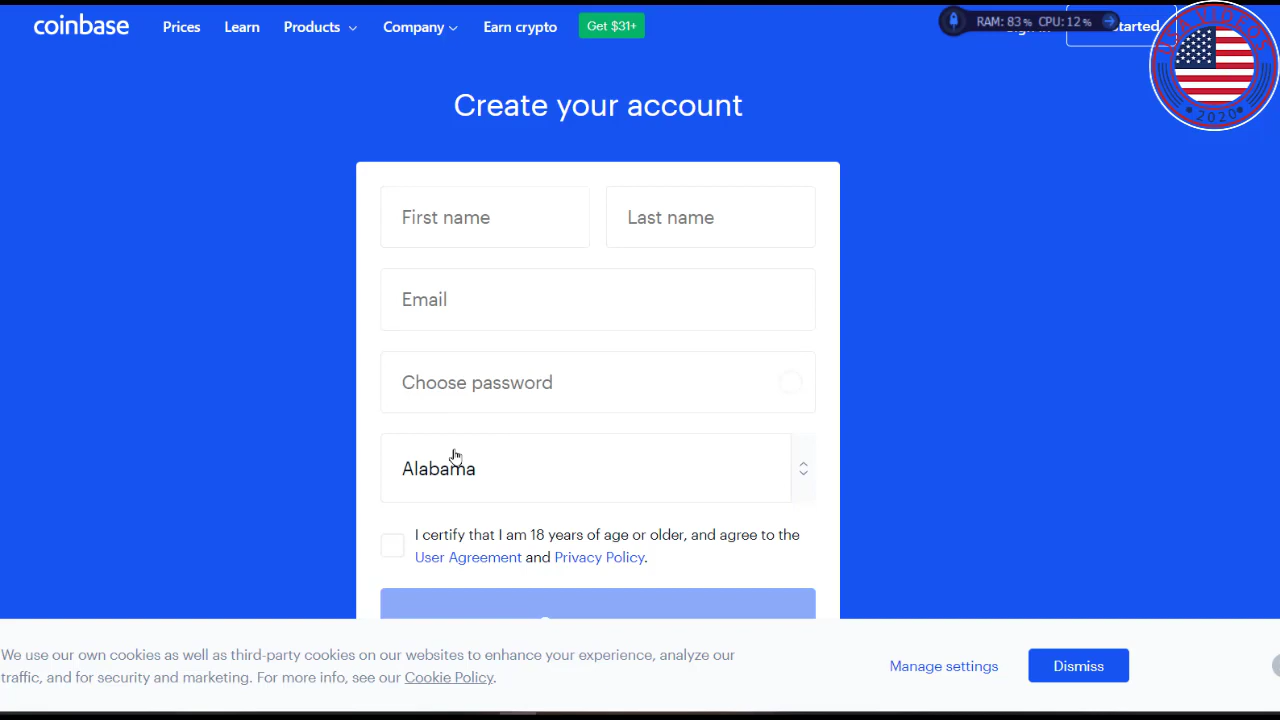 coinbase
Prices
Learn
Products
Company
Earn crypto
Get $31+
RAM: 83% CPU: 12%
USA VIDEOS
2020
Create your account
First name
Last name
Email
Choose password
Alabama
I certify that I am 18 years of age or older, and agree to the
User Agreement and Privacy Policy.
We use our own cookies as well as third-party cookies on our websites to enhance your experience, analyze our
traffic, and for security and marketing. For more info, see our Cookie Policy.
Manage settings
Dismiss